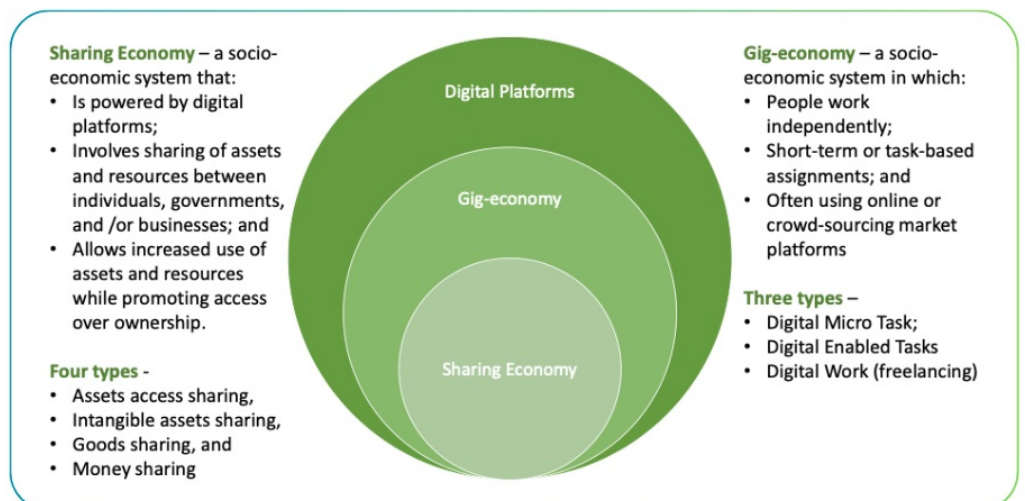 Sharing Economy – a socio-
economic system that:
• Is powered by digital
platforms;
• Involves sharing of assets
and resources between
individuals, governments,
and /or businesses; and
• Allows increased use of
assets and resources
while promoting access
over ownership.
Four types -
• Assets access sharing,
• Intangible assets sharing,
• Goods sharing, and
• Money sharing
Digital Platforms
Gig-economy
Sharing Economy
Gig-economy – a socio-
economic system in which:
• People work
independently;
• Short-term or task-based
assignments; and
• Often using online or
crowd-sourcing market
platforms
Three types –
• Digital Micro Task;
• Digital Enabled Tasks
• Digital Work (freelancing)